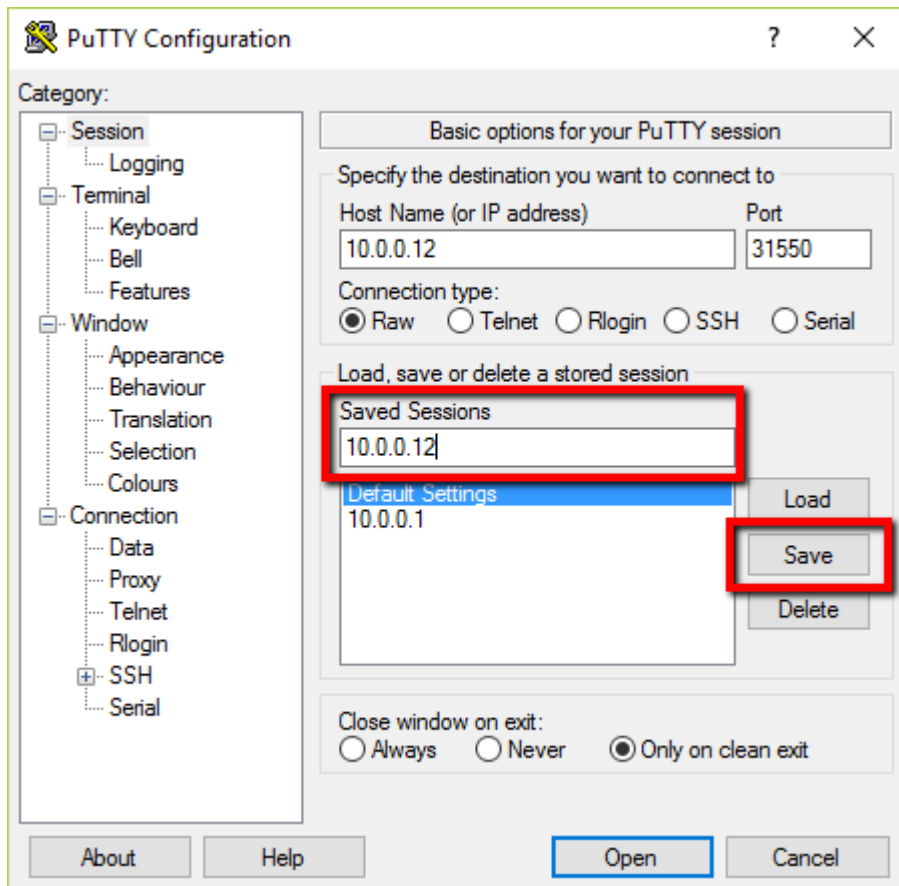 PuTTY Configuration
?
Category:
Session
Logging
Terminal
Keyboard
Bell
Features
Window
Appearance
Behaviour
Translation
Selection
Colours
Connection
Data
Proxy
Telnet
Rlogin
SSH
Serial
Basic options for your PuTTY session
Specify the destination you want to connect to
Host Name (or IP address) Port
10.0.0.12 31550
Connection type:
Raw Telnet Rlogin SSH Serial
Load, save or delete a stored session
Saved Sessions
10.0.0.12
Default Settings
10.0.0.1
Load
Save
Delete
Close window on exit:
Always Never Only on clean exit
About Help Open Cancel